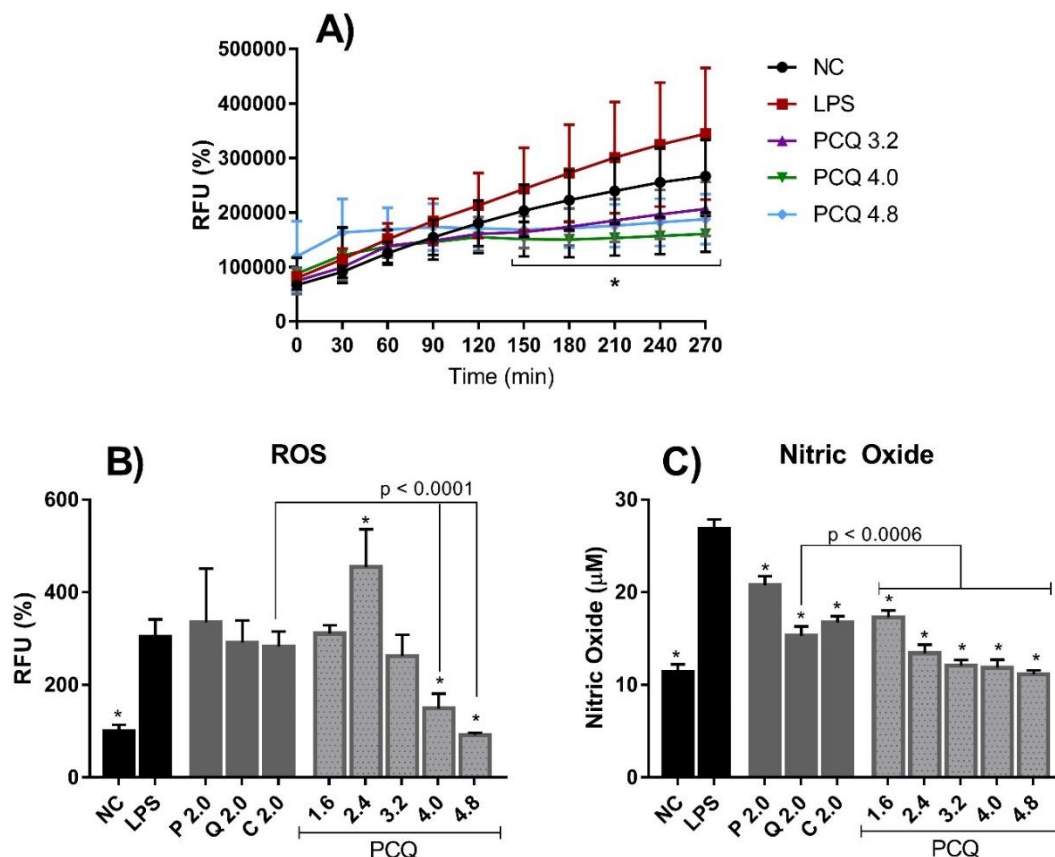 A)
500000
400000
300000
200000
100000
0
RFU (%)
0 30 60 90 120 150 180 210 240 270
Time (min)
*
NC
LPS
PCQ 3.2
PCQ 4.0
PCQ 4.8
B)
ROS
p < 0.0001
600
400
200
0
RFU (%)
* * * *
NC LPS P 2.0 Q 2.0 C 2.0 1.6 2.4 3.2 4.0 4.8
PCQ
C)
Nitric Oxide
p < 0.0006
30
20
10
0
Nitric Oxide (µM)
* * * * * * * * *
NC LPS P 2.0 Q 2.0 C 2.0 1.6 2.4 3.2 4.0 4.8
PCQ